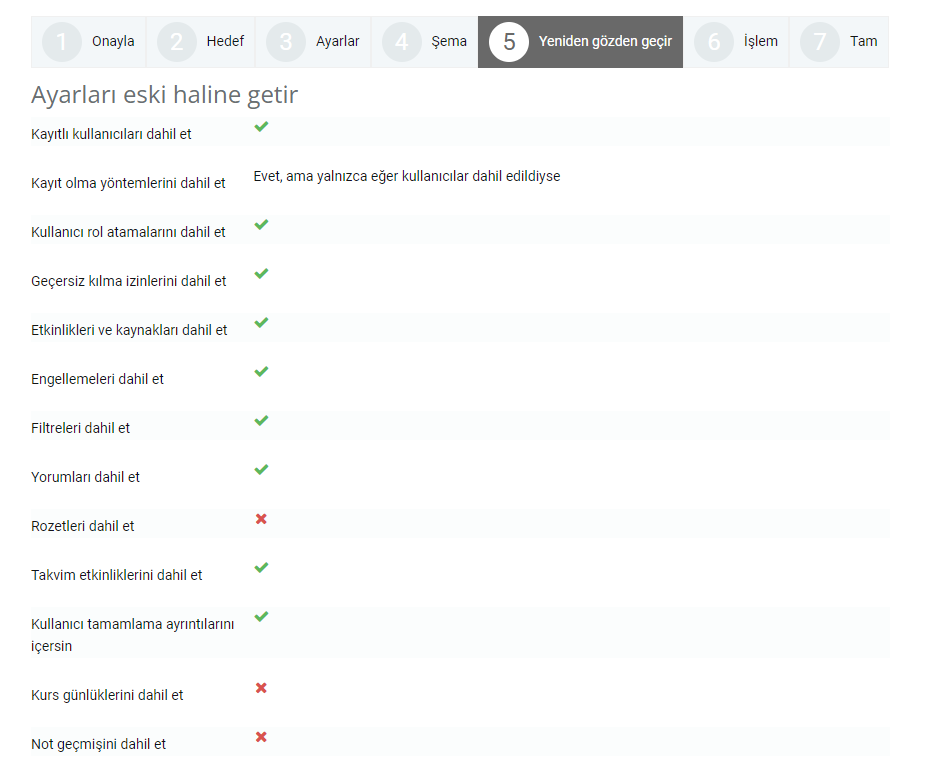 1 Onayla 2 Hedef 3 Ayarlar 4 Şema 5 Yeniden gözden geçir 6 İşlem 7 Tam
Ayarları eski haline getir
Kayıtlı kullanıcıları dahil et
Kayıt olma yöntemlerini dahil et Evet, ama yalnızca eğer kullanıcılar dahil edildiyse
Kullanıcı rol atamalarını dahil et
Geçersiz kılma izinlerini dahil et
Etkinlikleri ve kaynakları dahil et
Engellemeleri dahil et
Filtreleri dahil et
Yorumları dahil et
Rozetleri dahil et
Takvim etkinliklerini dahil et
Kullanıcı tamamlama ayrıntılarını
içersin
Kurs günlüklerini dahil et
Not geçmişini dahil et